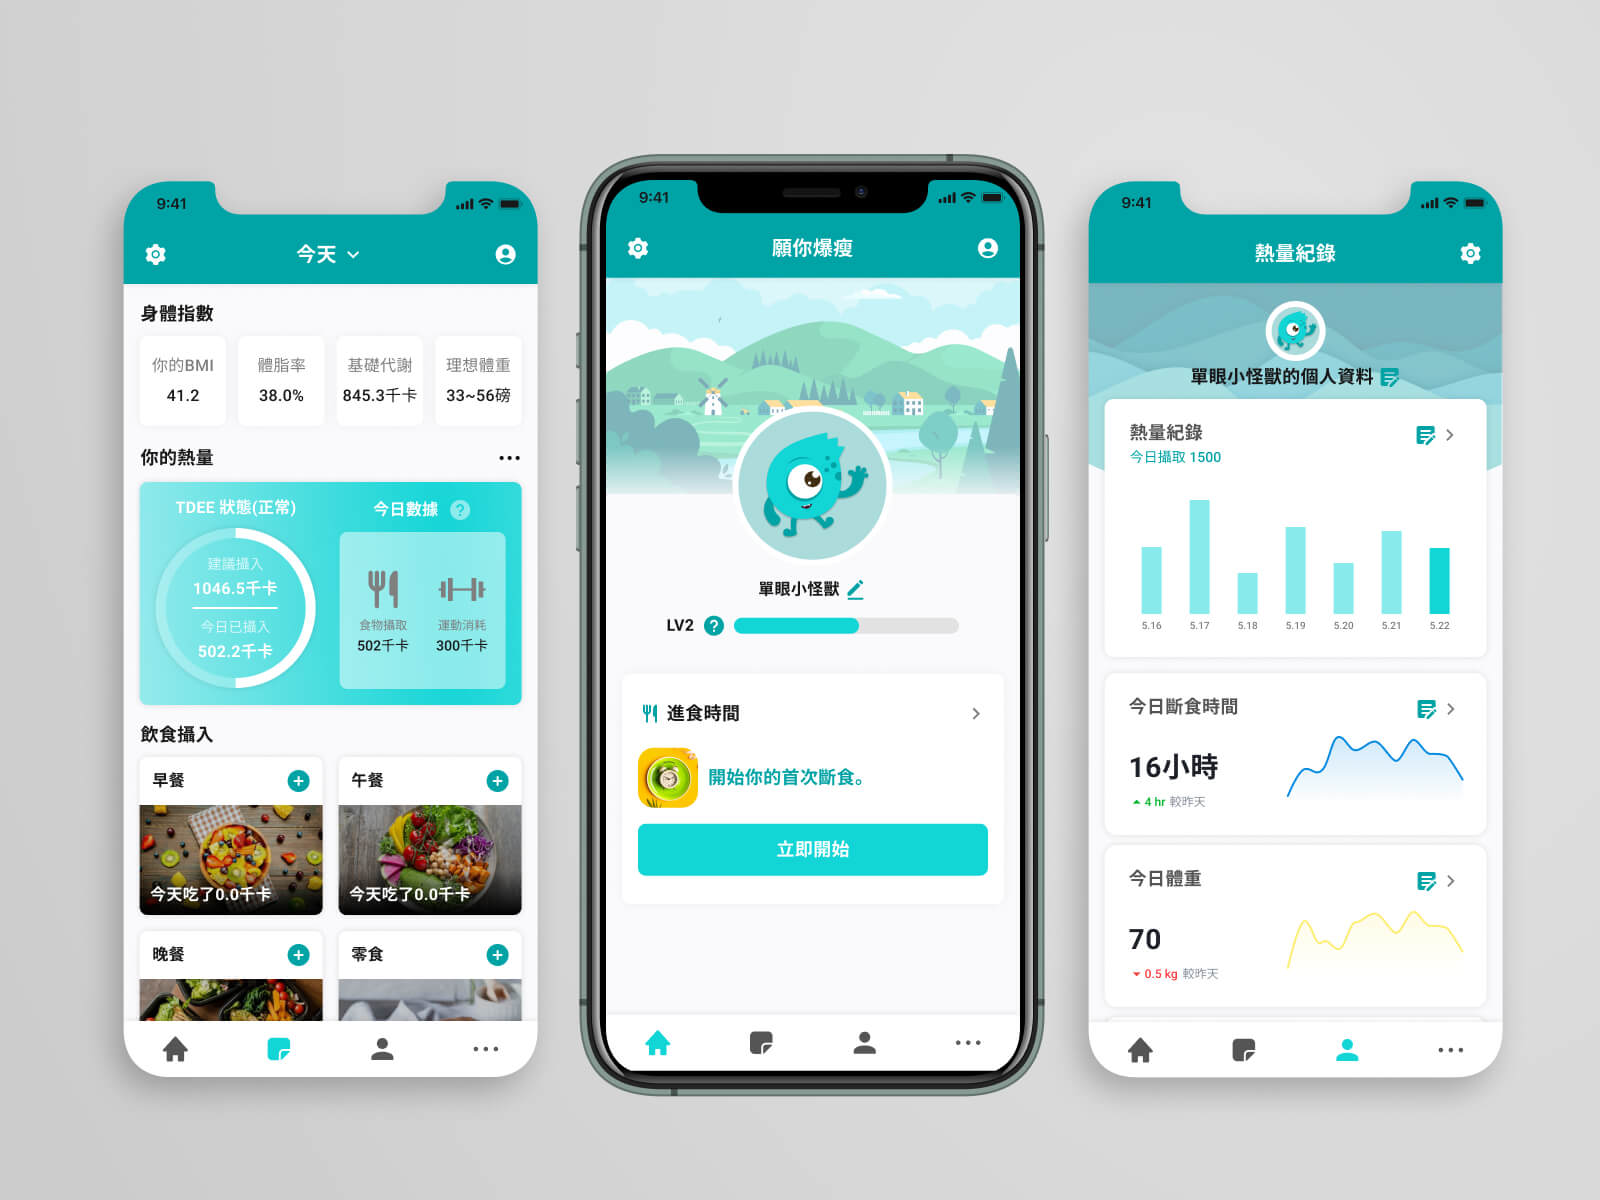 9:41
今天
身體指數
你的BMI
41.2
體脂率
38.0%
基礎代謝
845.3千卡
理想體重
33~56磅
你的熱量
TDEE 狀態(正常)
建議攝入
1046.5千卡
今日已攝入
502.2千卡
今日數據 ?
食物攝取
502千卡
運動消耗
300千卡
飲食攝入
早餐
今天吃了0.0千卡
午餐
今天吃了0.0千卡
晚餐
零食
9:41
願你爆瘦
單眼小怪獸
LV2 ?
進食時間
開始你的首次斷食。
立即開始
9:41
熱量紀錄
單眼小怪獸的個人資料
熱量紀錄
今日攝取 1500
5.16 5.17 5.18 5.19 5.20 5.21 5.22
今日斷食時間
16小時
4 hr 較昨天
今日體重
70
0.5 kg 較昨天